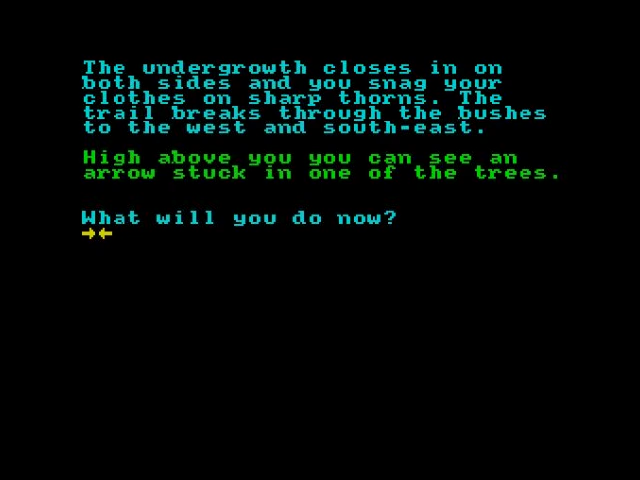 The undergrowth closes in on
both sides and you snag your
clothes on sharp thorns. The
trail breaks through the bushes
to the west and south-east.
High above you you can see an
arrow stuck in one of the trees.
What will you do now?
→←